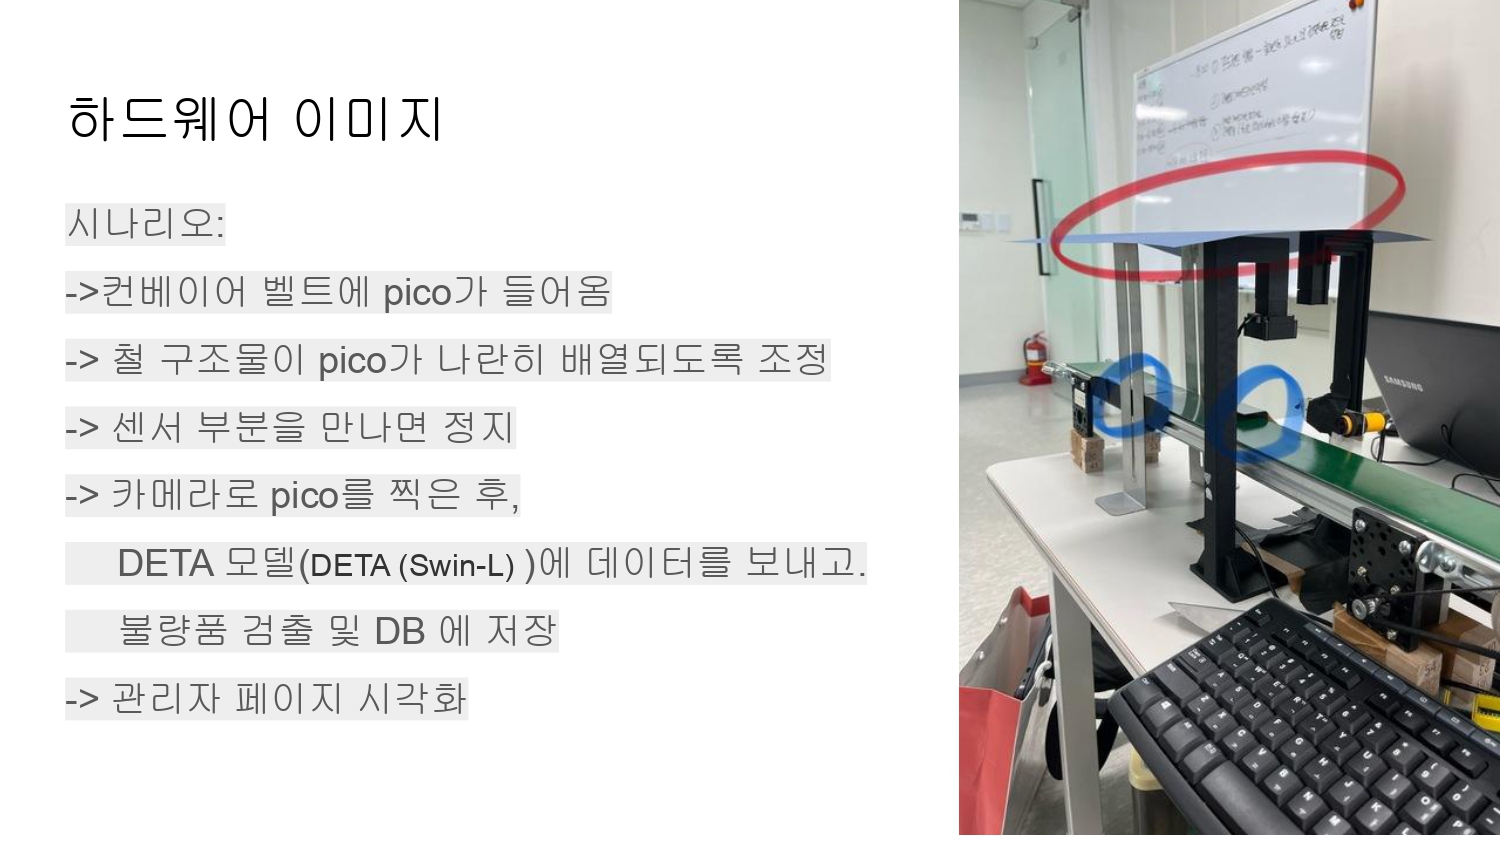 하드웨어 이미지
시나리오:
->컨베이어 벨트에 pico가 들어옴
-> 철 구조물이 pico가 나란히 배열되도록 조정
-> 센서 부분을 만나면 정지
-> 카메라로 pico를 찍은 후,
DETA 모델(DETA (Swin-L) )에 데이터를 보내고.
불량품 검출 및 DB 에 저장
-> 관리자 페이지 시각화
SAMSUNG